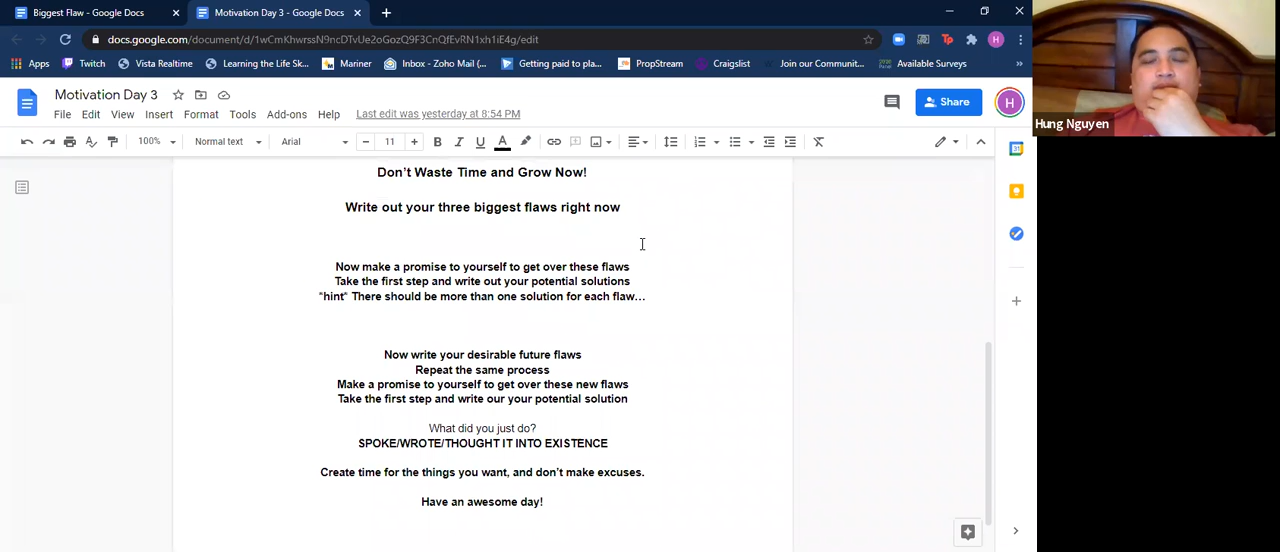 Biggest Flaw - Google Docs
Motivation Day 3 - Google Docs
docs.google.com/document/d/1wCmKhwrssN9ncDTvUe2oGozQ9F3CnQfEvRN1xh1iE4g/edit
Apps Twitch Vista Realtime Learning the Life Sk... Mariner Inbox - Zoho Mail (... Getting paid to pla... PropStream Craigslist Join our Communit... Available Surveys
Motivation Day 3
File Edit View Insert Format Tools Add-ons Help Last edit was yesterday at 8:54 PM
Share
H
100% Normal text Arial 11 B I U A
Don't Waste Time and Grow Now!
Write out your three biggest flaws right now
Now make a promise to yourself to get over these flaws
Take the first step and write out your potential solutions
*hint* There should be more than one solution for each flaw...
Now write your desirable future flaws
Repeat the same process
Make a promise to yourself to get over these new flaws
Take the first step and write our your potential solution
What did you just do?
SPOKE/WROTE/THOUGHT IT INTO EXISTENCE
Create time for the things you want, and don't make excuses.
Have an awesome day!
Hung Nguyen